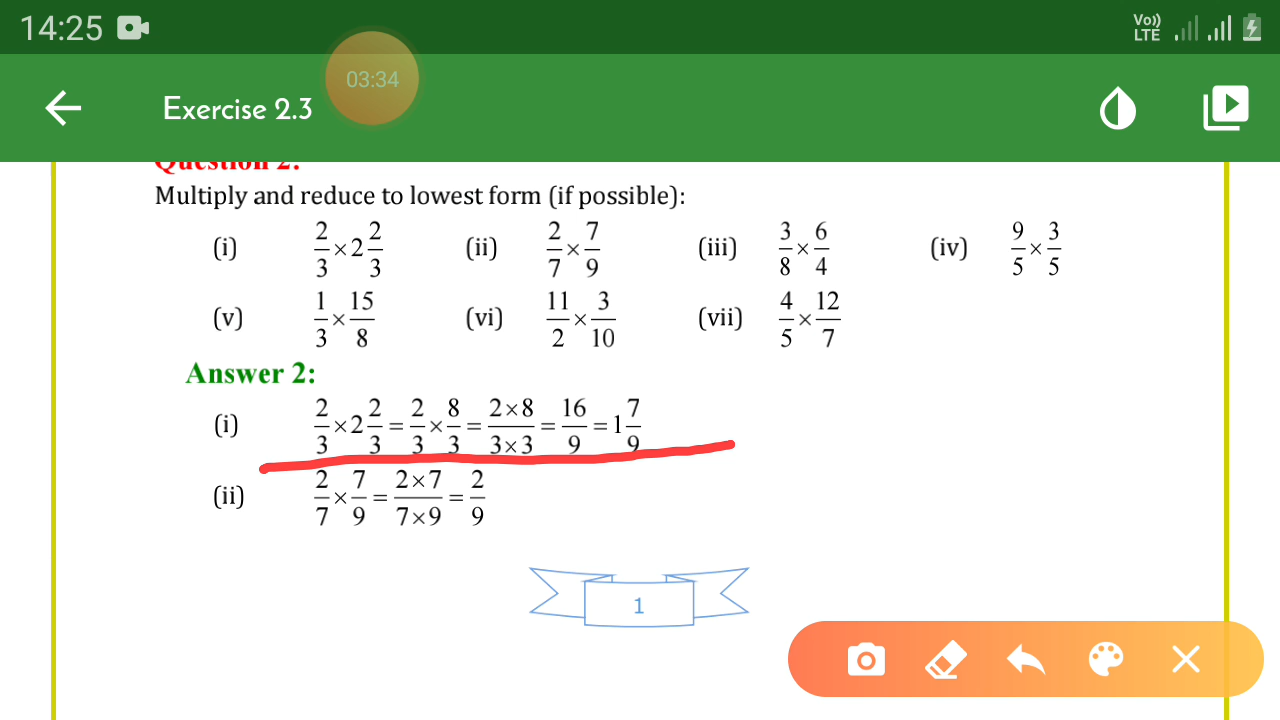 14:25 Vo)) LTE
03:34
Exercise 2.3
Question 2:
Multiply and reduce to lowest form (if possible):
(i) 2/3 × 2 2/3 (ii) 2/7 × 7/9 (iii) 3/8 × 6/4 (iv) 9/5 × 3/5
(v) 1/3 × 15/8 (vi) 11/2 × 3/10 (vii) 4/5 × 12/7
Answer 2:
(i) 2/3 × 2 2/3 = 2/3 × 8/3 = 2×8/3×3 = 16/9 = 1 7/9
(ii) 2/7 × 7/9 = 2×7/7×9 = 2/9
1